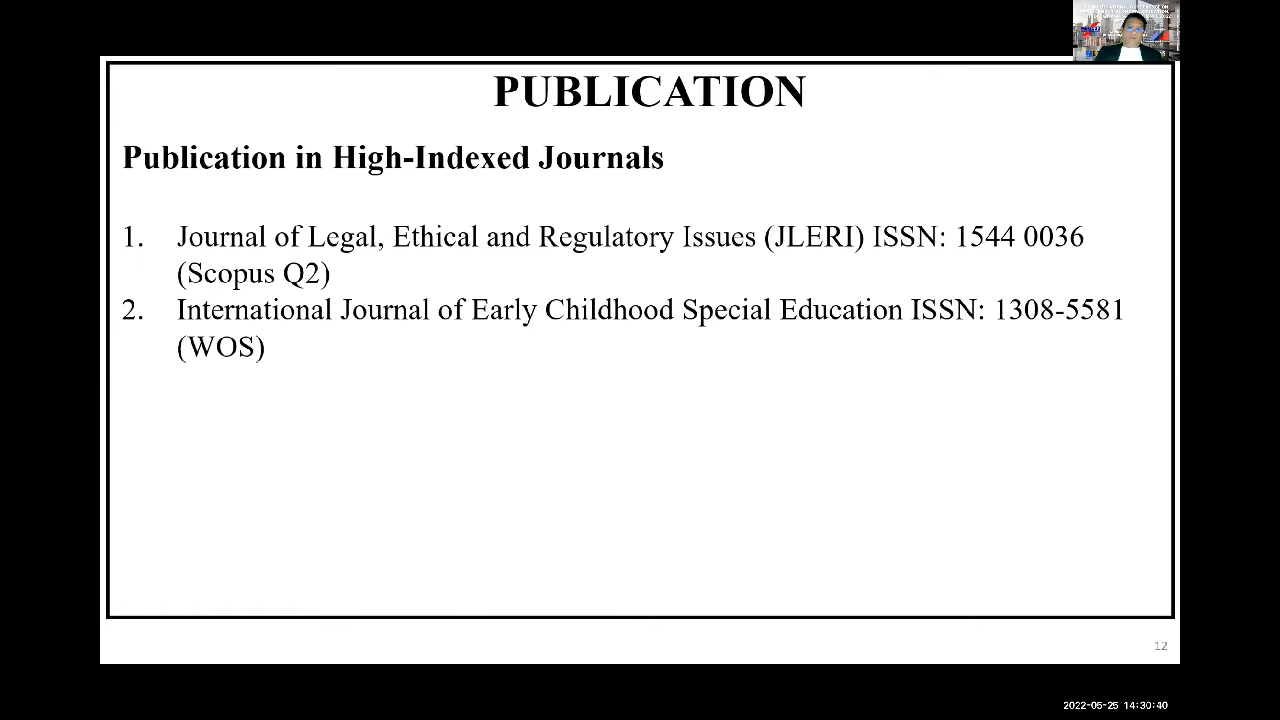 PUBLICATION
Publication in High-Indexed Journals
1. Journal of Legal, Ethical and Regulatory Issues (JLERI) ISSN: 1544 0036
(Scopus Q2)
2. International Journal of Early Childhood Special Education ISSN: 1308-5581
(WOS)
12
2022-05-25 14:30:40